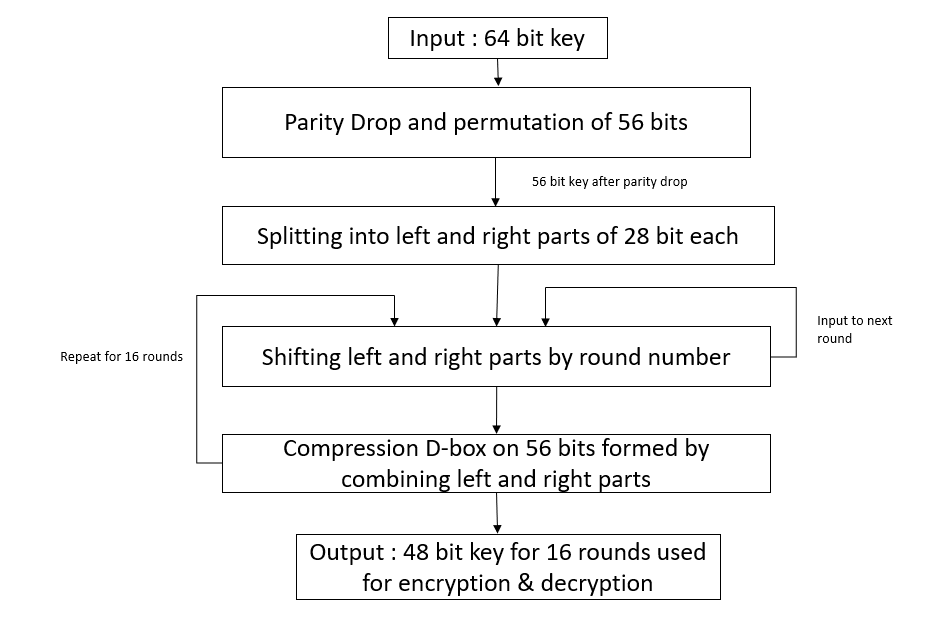 Input : 64 bit key
Parity Drop and permutation of 56 bits
56 bit key after parity drop
Splitting into left and right parts of 28 bit each
Input to next
round
Repeat for 16 rounds
Shifting left and right parts by round number
Compression D-box on 56 bits formed by
combining left and right parts
Output : 48 bit key for 16 rounds used
for encryption & decryption